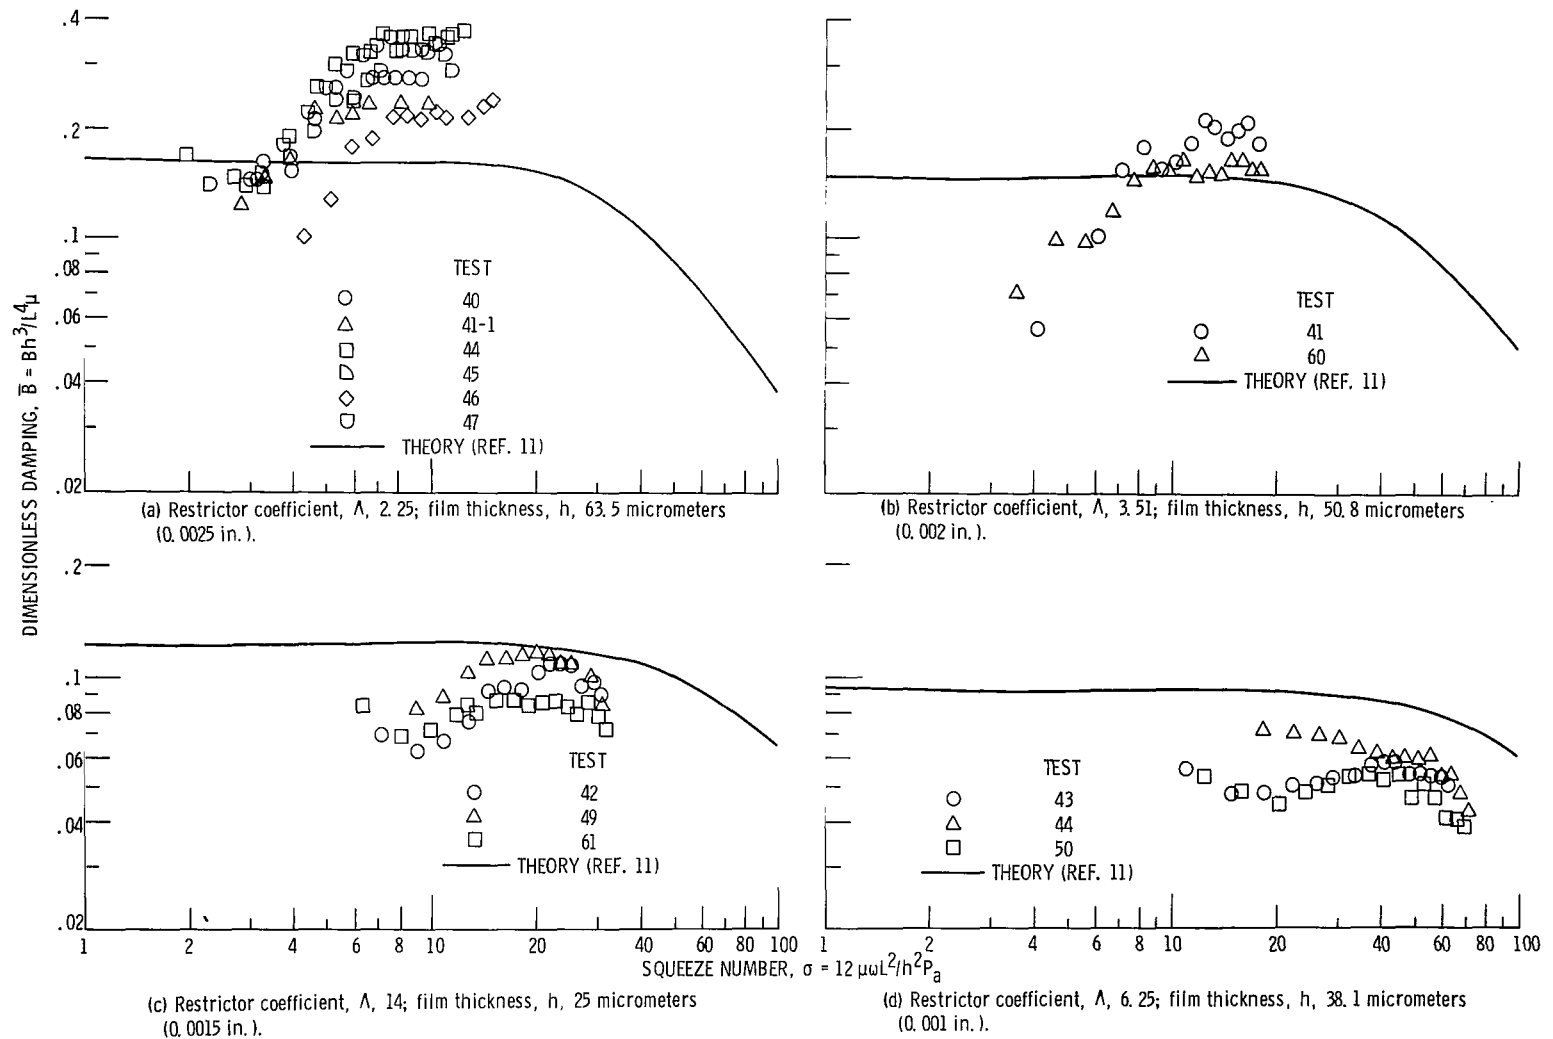 DIMENSIONLESS DAMPING, B̅ = Bh³/L⁴μ
.4
.2
.1
.08
.06
.04
.02
TEST
40
41-1
44
45
46
47
THEORY (REF. 11)
(a) Restrictor coefficient, Λ, 2.25; film thickness, h, 63.5 micrometers
(0.0025 in.).
TEST
41
60
THEORY (REF. 11)
(b) Restrictor coefficient, Λ, 3.51; film thickness, h, 50.8 micrometers
(0.002 in.).
.2
.1
.08
.06
.04
.02
TEST
42
49
61
THEORY (REF. 11)
1 2 4 6 8 10 20 40 60 80 100
TEST
43
44
50
THEORY (REF. 11)
1 2 4 6 8 10 20 40 60 80 100
SQUEEZE NUMBER, σ = 12 μωL²/h²Pₐ
(c) Restrictor coefficient, Λ, 14; film thickness, h, 25 micrometers
(0.0015 in.).
(d) Restrictor coefficient, Λ, 6.25; film thickness, h, 38.1 micrometers
(0.001 in.).